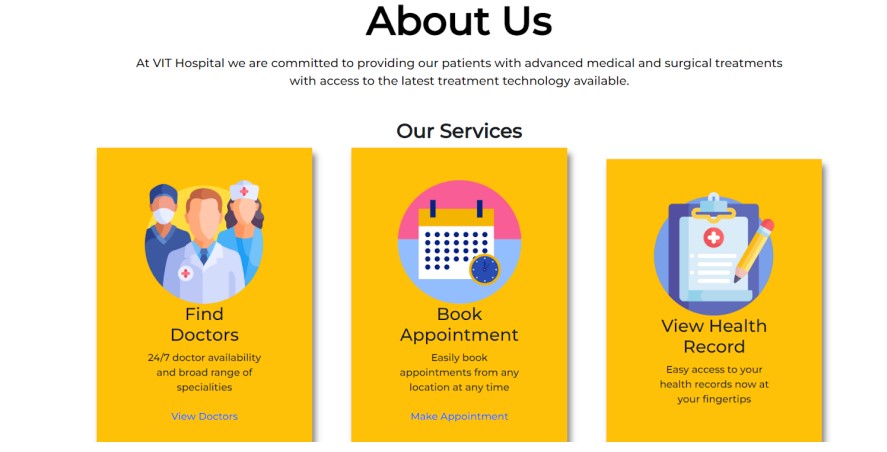 About Us
At VIT Hospital we are committed to providing our patients with advanced medical and surgical treatments
with access to the latest treatment technology available.
Our Services
Find
Doctors
24/7 doctor availability
and broad range of
specialities
View Doctors
Book
Appointment
Easily book
appointments from any
location at any time
Make Appointment
View Health
Record
Easy access to your
health records now at
your fingertips